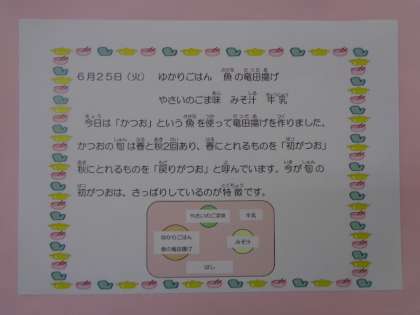 6月25日（火） ゆかりごはん 魚の竜田揚げ
やさいのごま味 みそ汁 牛乳
今日は「かつお」という魚を使って竜田揚げを作りました。
かつおの旬は春と秋2回あり、春にとれるものを「初がつお」
秋にとれるものを「戻りがつお」と呼んでいます。今が旬の
初がつおは、さっぱりしているのが特徴です。
やさいのごま味 牛乳
ゆかりごはん みそ汁
魚の竜田揚げ
はし